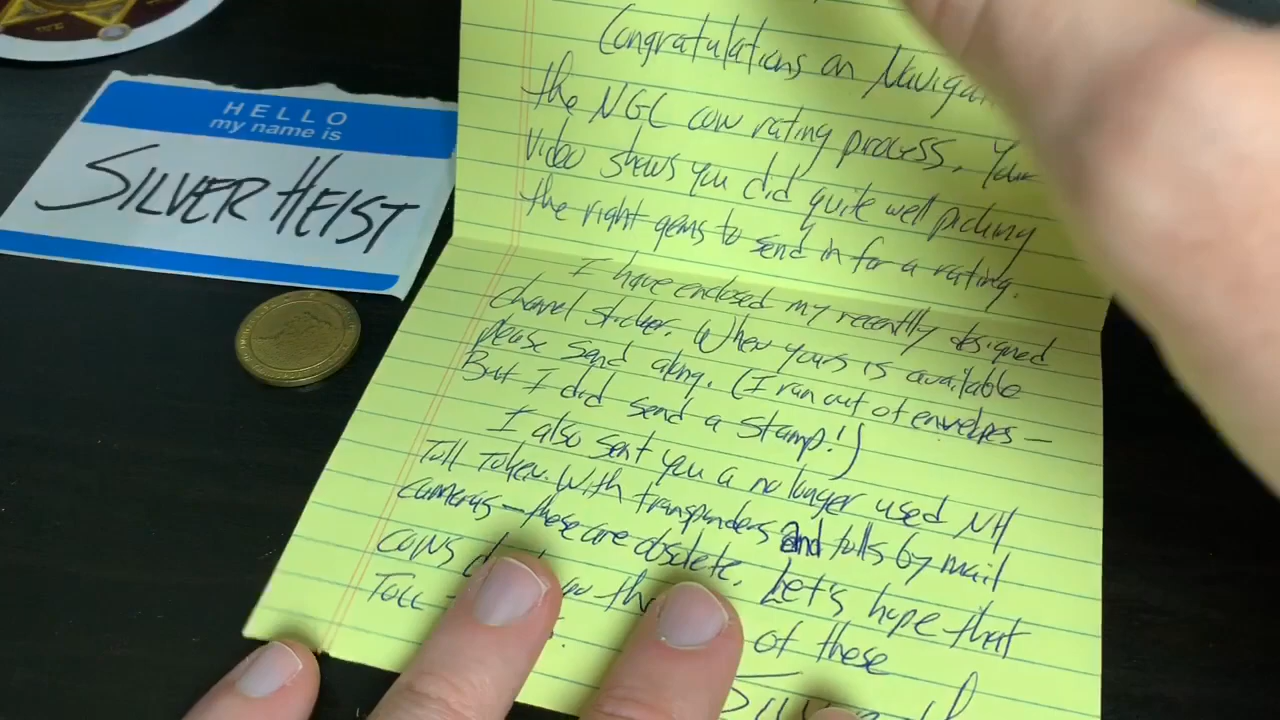 HELLO
my name is
SILVER HEIST
Congratulations on
the NGC coin rating process. Your
video shows you did quite well picking
the right gems to send in for a rating.
I have enclosed my recently designed
channel sticker. When yours is available
please send along. (I ran out of envelopes —
But I did send a stamp!)
I also sent you a no longer used NH
Toll Token. With transponders and tolls by mail
cameras — these are obsolete. Let's hope that
coins
of these
Toll